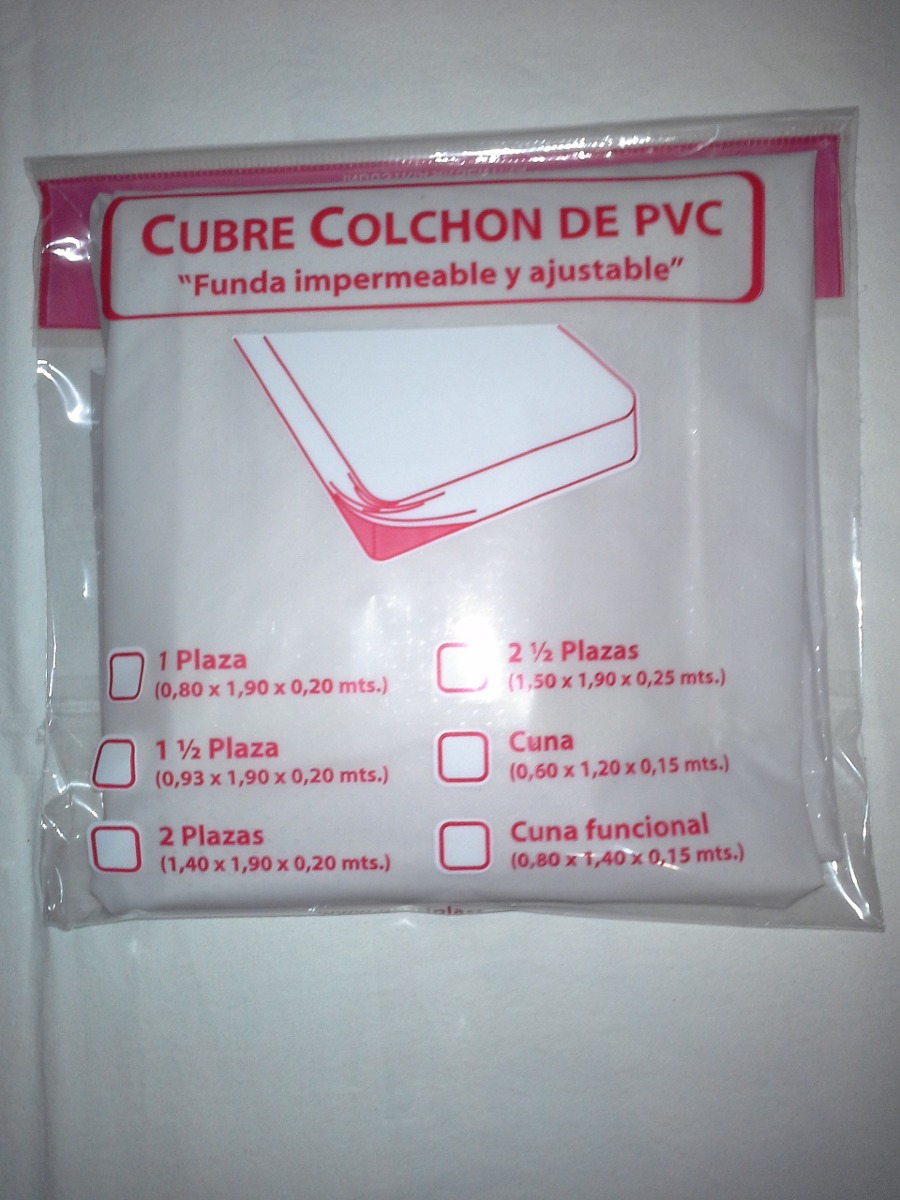 CUBRE COLCHON DE PVC
"Funda impermeable y ajustable"
1 Plaza
(0,80 x 1,90 x 0,20 mts.)
1 ½ Plaza
(0,93 x 1,90 x 0,20 mts.)
2 Plazas
(1,40 x 1,90 x 0,20 mts.)
2 ½ Plazas
(1,50 x 1,90 x 0,25 mts.)
Cuna
(0,60 x 1,20 x 0,15 mts.)
Cuna funcional
(0,80 x 1,40 x 0,15 mts.)